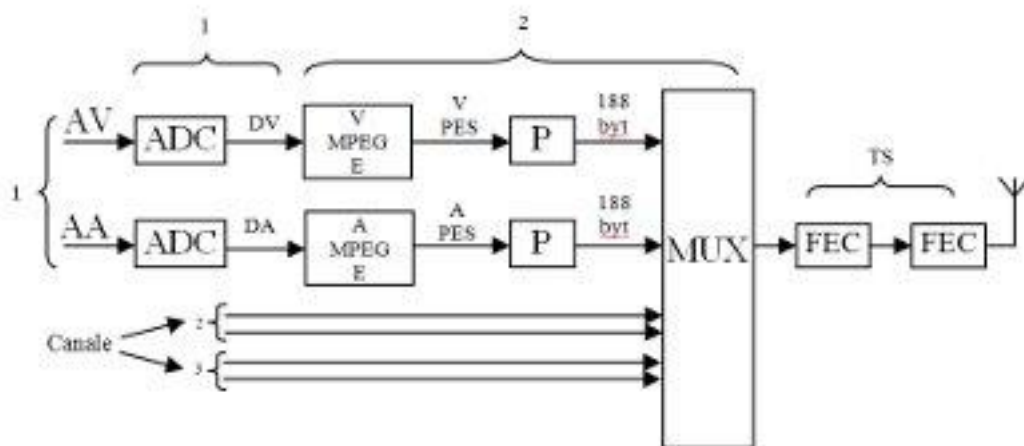 1
2
1
AV
ADC
DV
V
MPEG
E
V
PES
P
188
byt
AA
ADC
DA
A
MPEG
E
A
PES
P
188
byt
MUX
TS
FEC
FEC
Canale
2
3